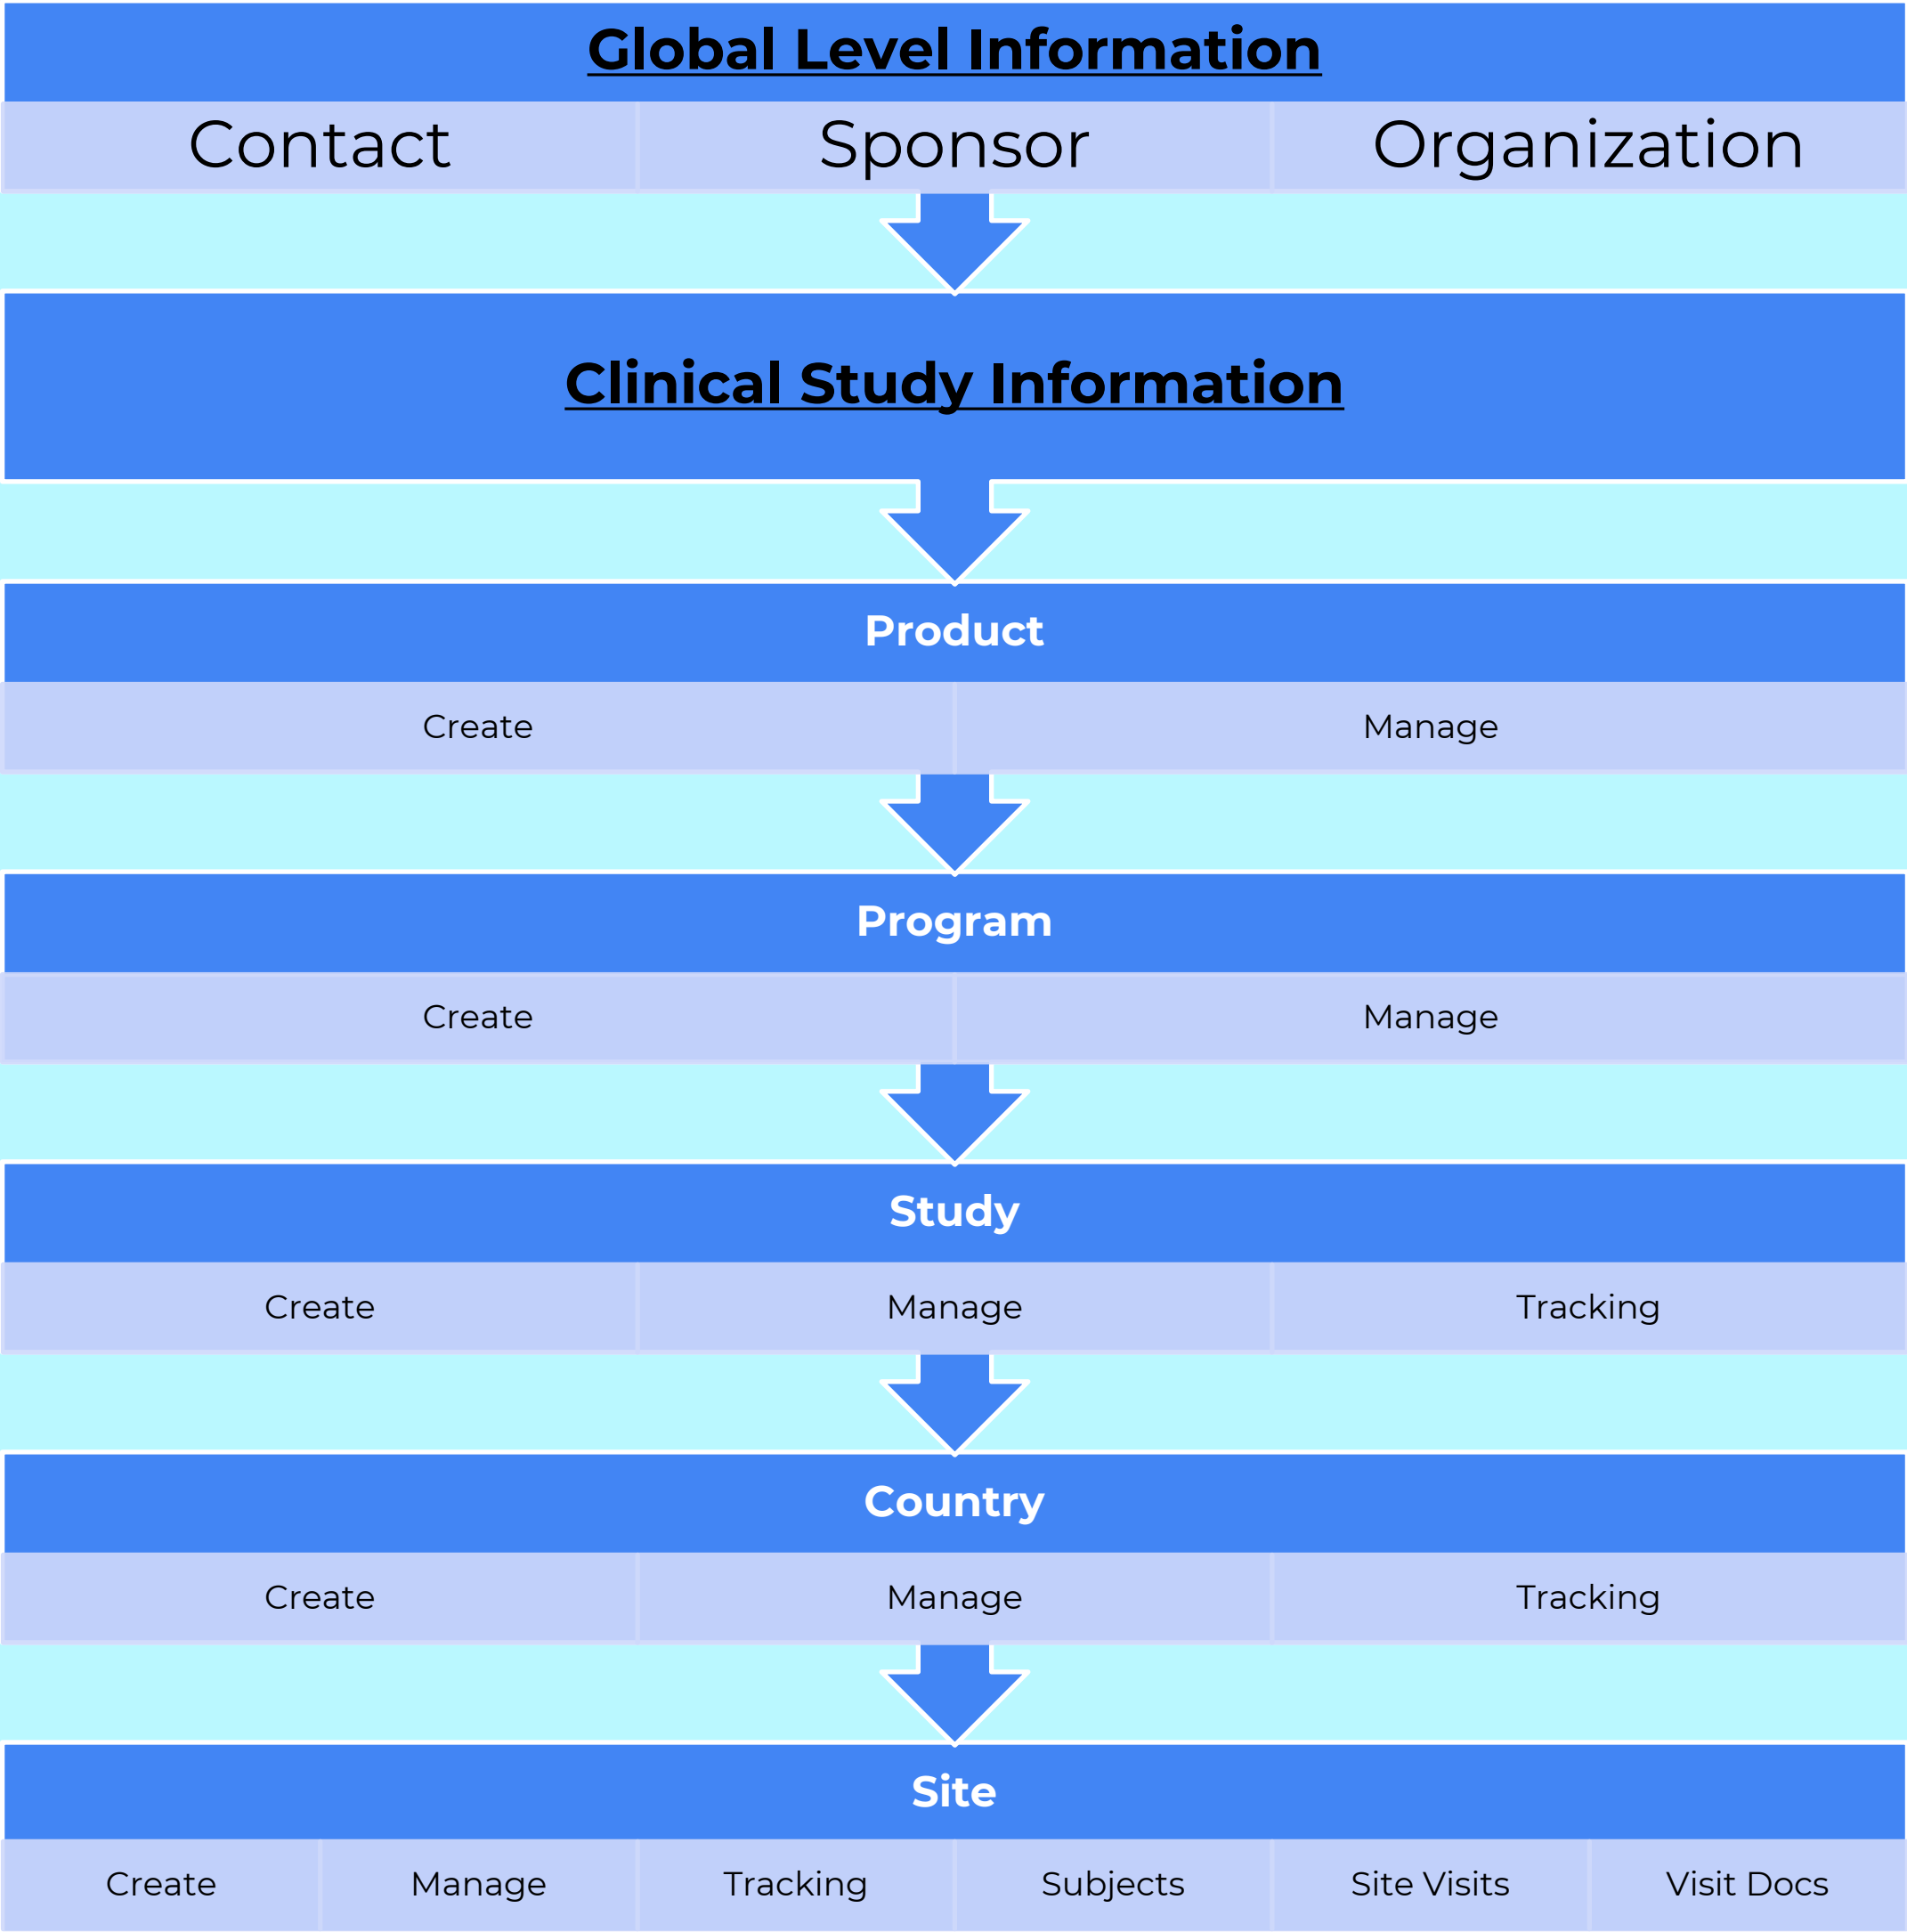 Global Level Information
Contact Sponsor Organization
Clinical Study Information
Product
Create Manage
Program
Create Manage
Study
Create Manage Tracking
Country
Create Manage Tracking
Site
Create Manage Tracking Subjects Site Visits Visit Docs